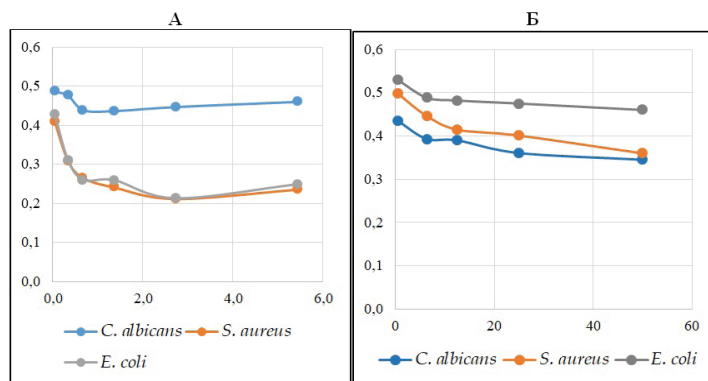 А
0,6
0,5
0,4
0,3
0,2
0,1
0,0
0,0 2,0 4,0 6,0
C. albicans S. aureus
E. coli
Б
0,6
0,5
0,4
0,3
0,2
0,1
0,0
0 20 40 60
C. albicans S. aureus E. coli